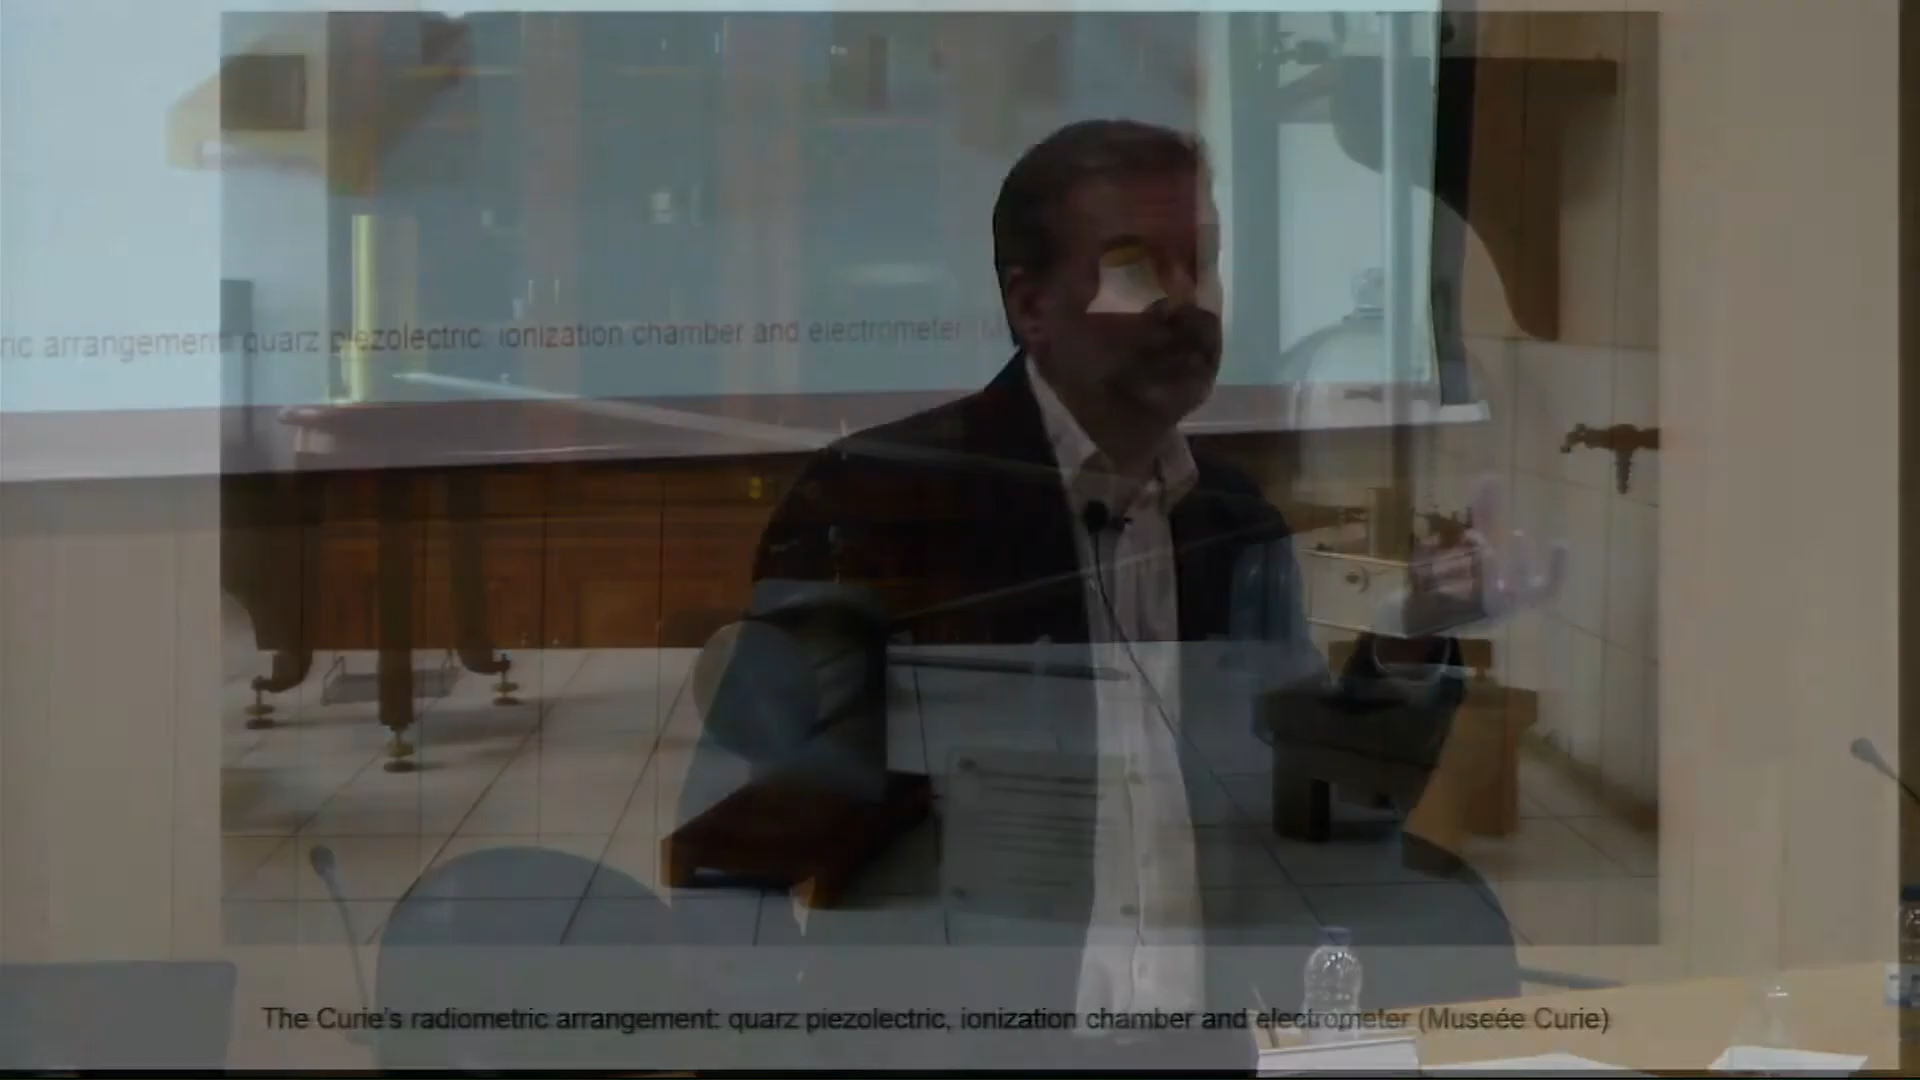 ric arrangement: quarz piezolectric, ionization chamber and electrometer (M
The Curie's radiometric arrangement: quarz piezolectric, ionization chamber and electrometer (Museée Curie)